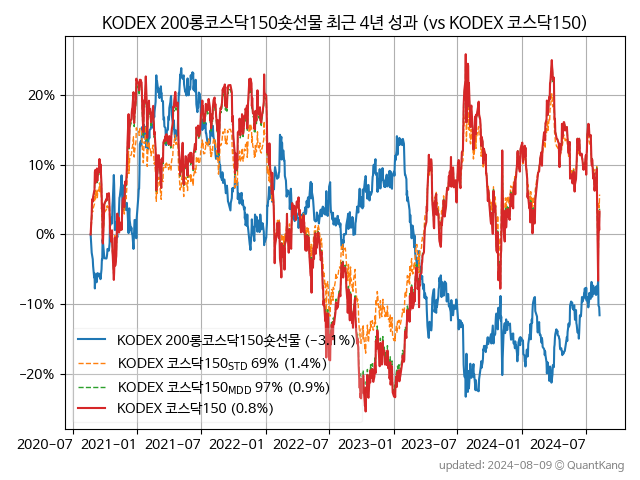 KODEX 200롱코스닥150숏선물 최근 4년 성과 (vs KODEX 코스닥150)
20%
10%
0%
−10%
−20%
KODEX 200롱코스닥150숏선물 (−3.1%)
KODEX 코스닥150STD 69% (1.4%)
KODEX 코스닥150MDD 97% (0.9%)
KODEX 코스닥150 (0.8%)
2020-07 2021-01 2021-07 2022-01 2022-07 2023-01 2023-07 2024-01 2024-07
updated: 2024-08-09 © QuantKang